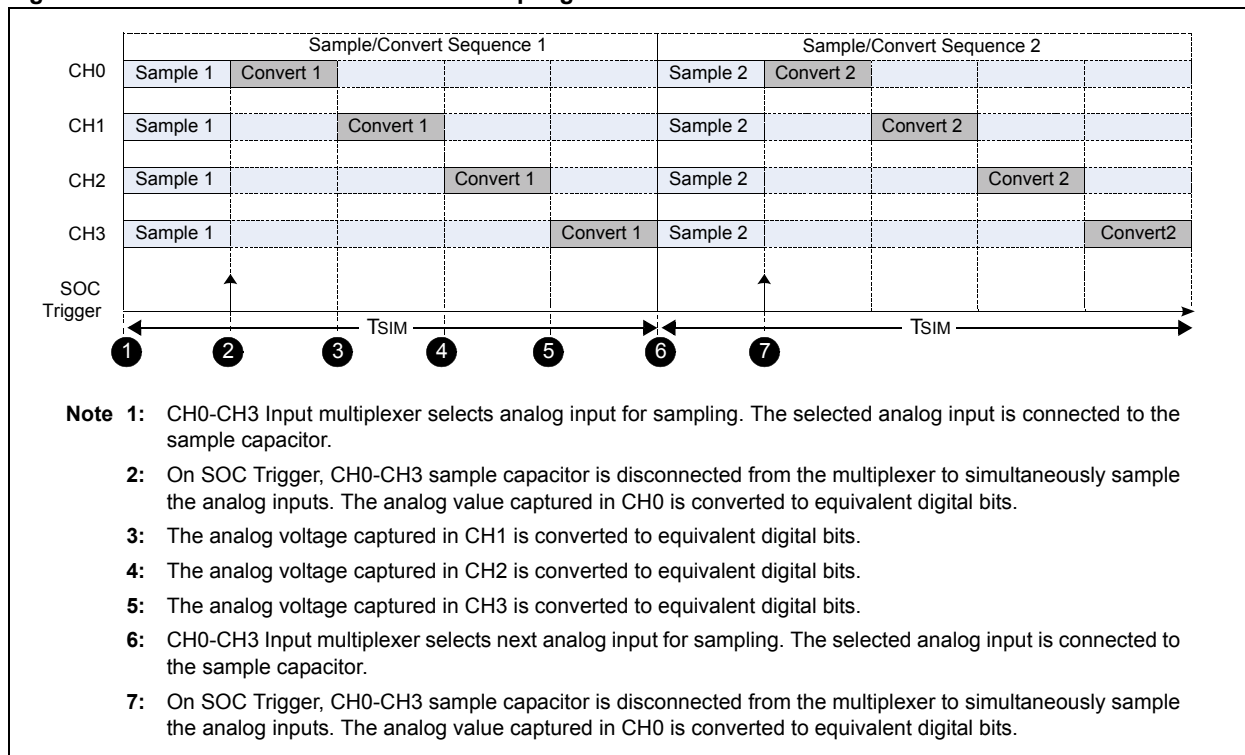 Sample/Convert Sequence 1 Sample/Convert Sequence 2
CH0 Sample 1 Convert 1 Sample 2 Convert 2
CH1 Sample 1 Convert 1 Sample 2 Convert 2
CH2 Sample 1 Convert 1 Sample 2 Convert 2
CH3 Sample 1 Convert 1 Sample 2 Convert2
SOC
Trigger
TSIM TSIM
1 2 3 4 5 6 7
Note 1: CH0-CH3 Input multiplexer selects analog input for sampling. The selected analog input is connected to the
sample capacitor.
2: On SOC Trigger, CH0-CH3 sample capacitor is disconnected from the multiplexer to simultaneously sample
the analog inputs. The analog value captured in CH0 is converted to equivalent digital bits.
3: The analog voltage captured in CH1 is converted to equivalent digital bits.
4: The analog voltage captured in CH2 is converted to equivalent digital bits.
5: The analog voltage captured in CH3 is converted to equivalent digital bits.
6: CH0-CH3 Input multiplexer selects next analog input for sampling. The selected analog input is connected to
the sample capacitor.
7: On SOC Trigger, CH0-CH3 sample capacitor is disconnected from the multiplexer to simultaneously sample
the analog inputs. The analog value captured in CH0 is converted to equivalent digital bits.